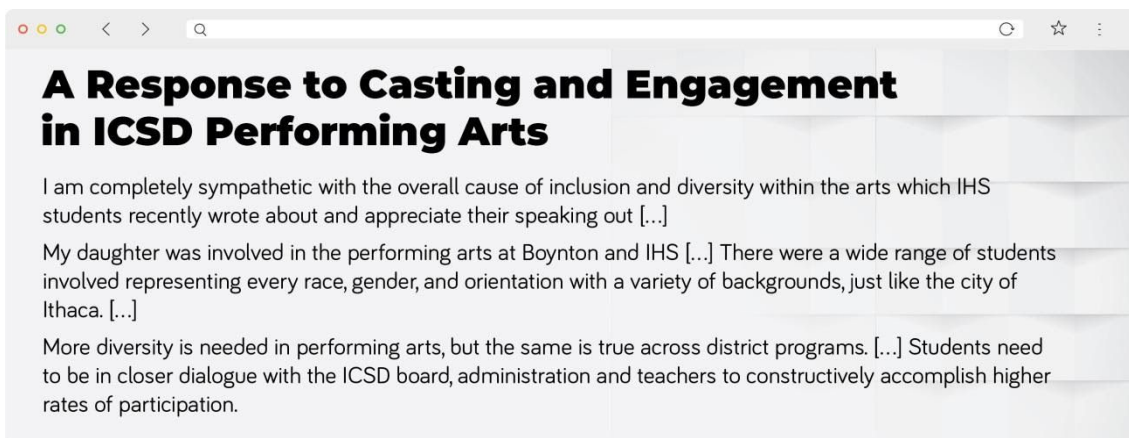 A Response to Casting and Engagement
in ICSD Performing Arts
I am completely sympathetic with the overall cause of inclusion and diversity within the arts which IHS
students recently wrote about and appreciate their speaking out [...]
My daughter was involved in the performing arts at Boynton and IHS [...] There were a wide range of students
involved representing every race, gender, and orientation with a variety of backgrounds, just like the city of
Ithaca. [...]
More diversity is needed in performing arts, but the same is true across district programs. [...] Students need
to be in closer dialogue with the ICSD board, administration and teachers to constructively accomplish higher
rates of participation.